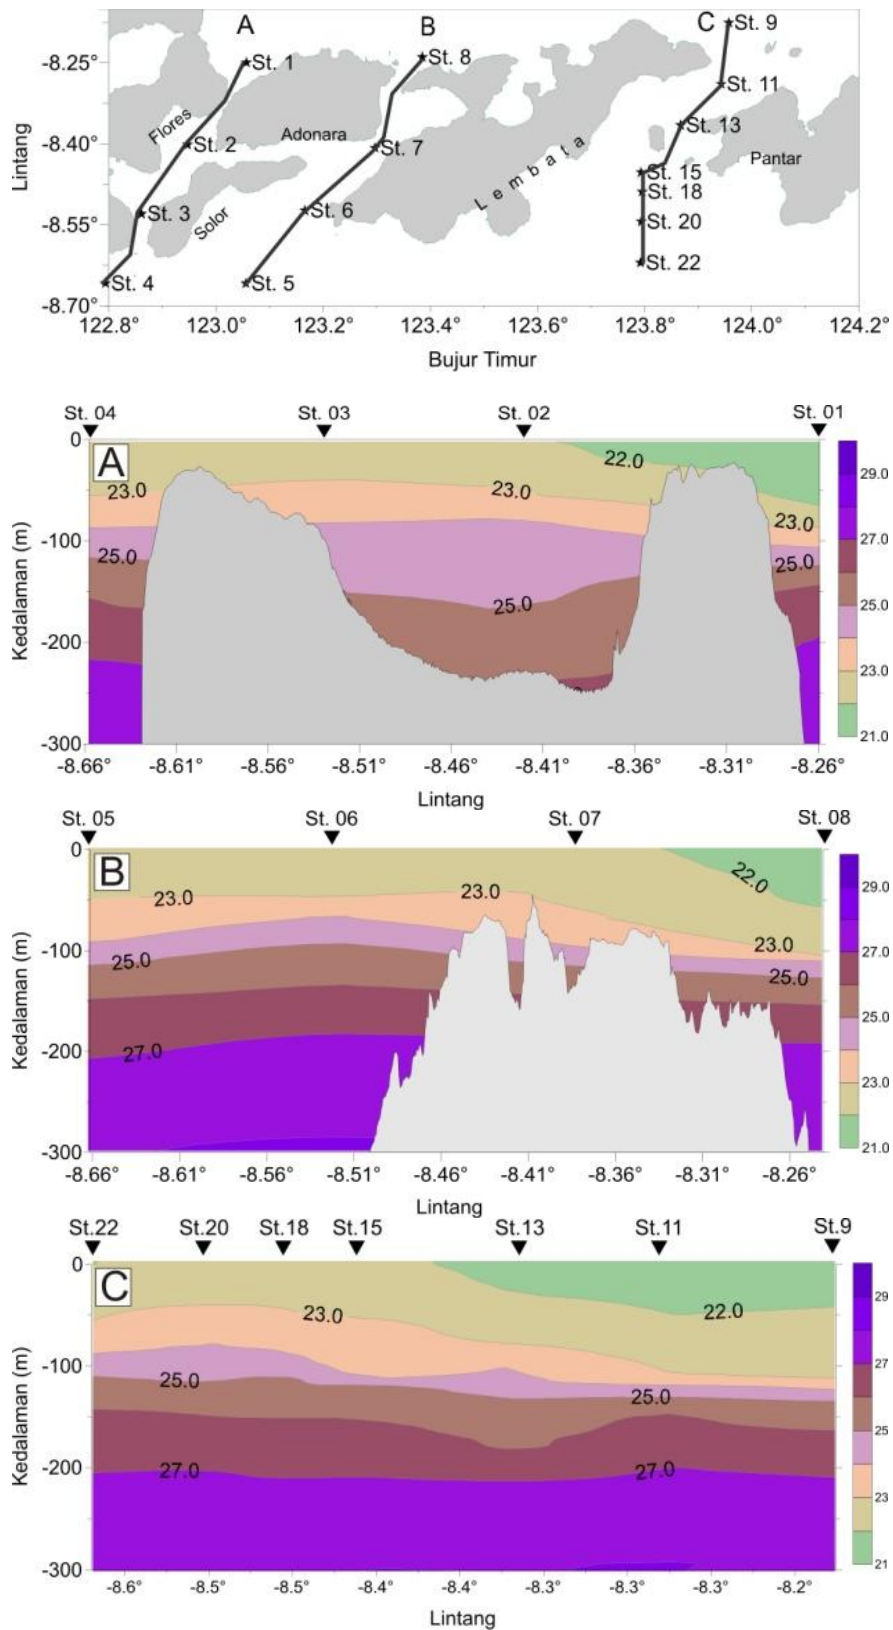 A B C
St. 9
St. 8
St. 1
-8.25°
St. 11
Flores
St. 13
Adonara
-8.40°
St. 2
St. 7
Lembata
Pantar
St. 15
St. 18
St. 6
St. 3
Solor
St. 20
-8.55°
St. 22
St. 4
St. 5
-8.70°
Lintang
122.8° 123.0° 123.2° 123.4° 123.6° 123.8° 124.0° 124.2°
Bujur Timur
St. 04 St. 03 St. 02 St. 01
0
A
22.0
29.0
23.0 23.0
23.0
27.0
-100
25.0 25.0
25.0
25.0
-200
23.0
-300
21.0
Kedalaman (m)
-8.66° -8.61° -8.56° -8.51° -8.46° -8.41° -8.36° -8.31° -8.26°
Lintang
St. 05 St. 06 St. 07 St. 08
0
B
22.0
29.0
23.0 23.0
23.0
27.0
-100
25.0 25.0
25.0
-200
27.0
23.0
-300
21.0
Kedalaman (m)
-8.66° -8.61° -8.56° -8.51° -8.46° -8.41° -8.36° -8.31° -8.26°
Lintang
St.22 St.20 St.18 St.15 St.13 St.11 St.9
0
C
29
23.0 22.0
27
-100
25.0 25.0
25
-200
27.0 27.0
23
-300
21
Kedalaman (m)
-8.6° -8.5° -8.5° -8.4° -8.4° -8.3° -8.3° -8.2°
Lintang